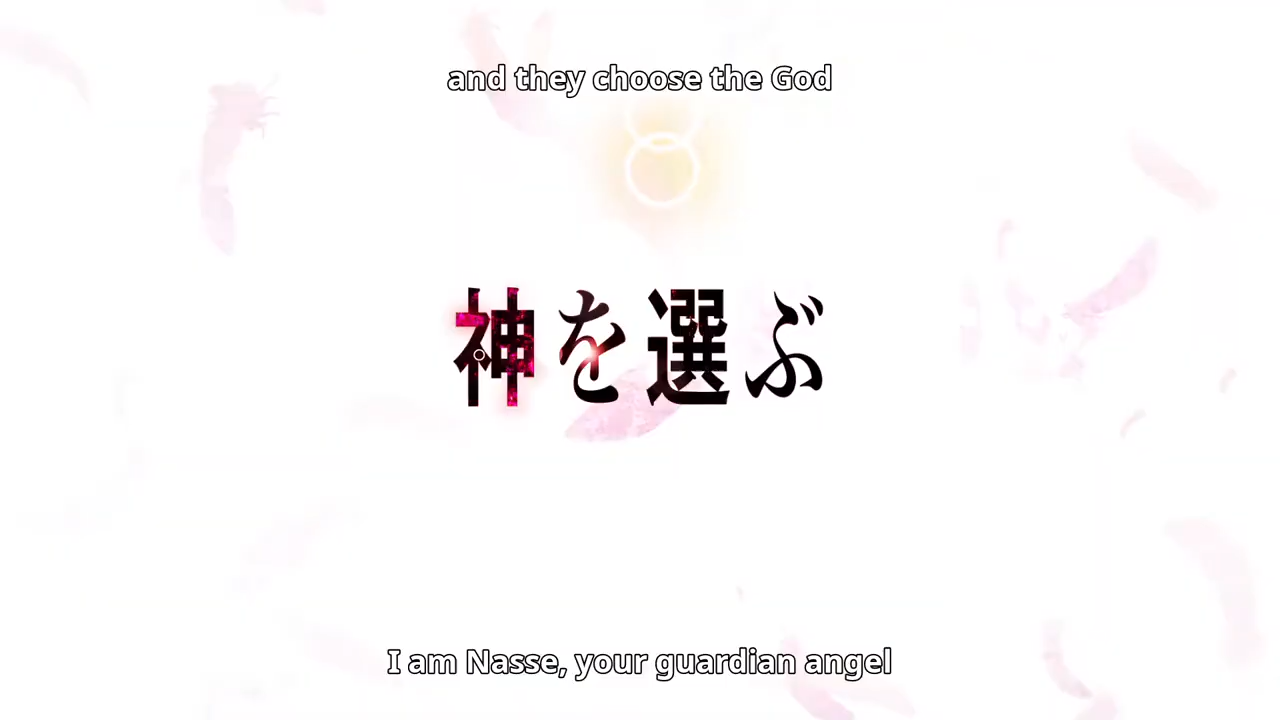 and they choose the God
神を選ぶ
I am Nasse, your guardian angel